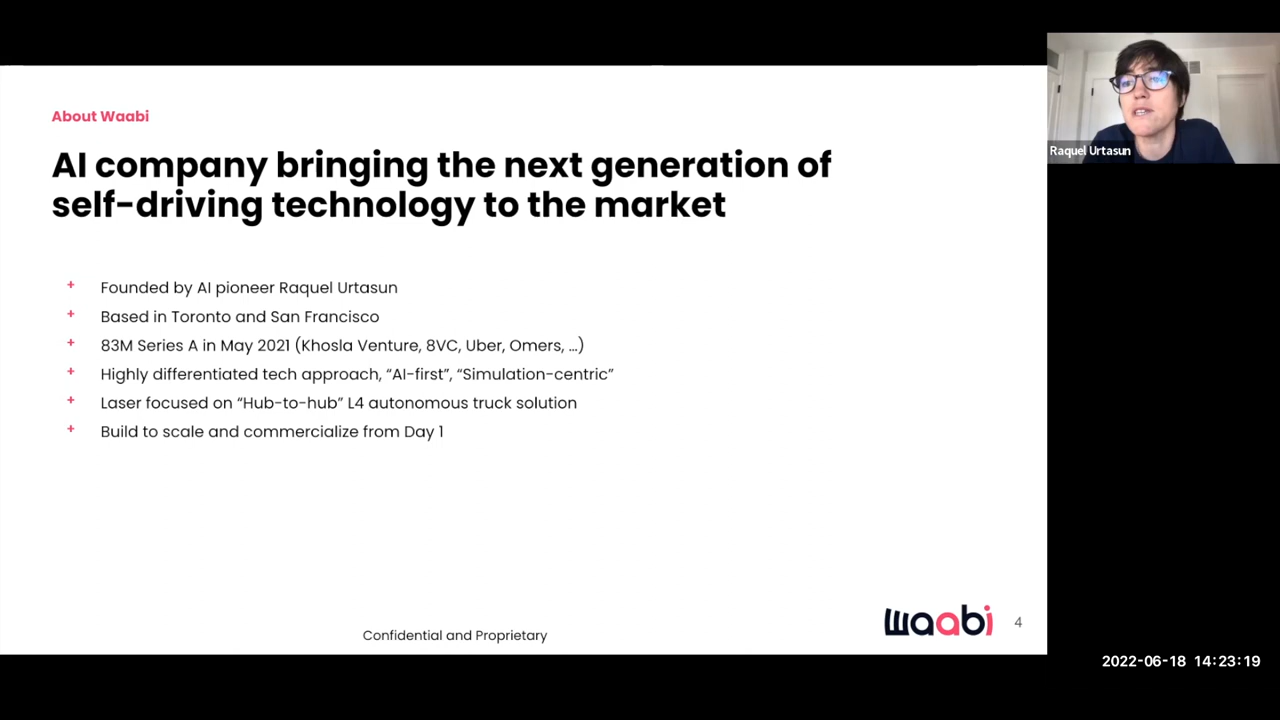 About Waabi
AI company bringing the next generation of
self-driving technology to the market
+ Founded by AI pioneer Raquel Urtasun
+ Based in Toronto and San Francisco
+ 83M Series A in May 2021 (Khosla Venture, 8VC, Uber, Omers, ...)
+ Highly differentiated tech approach, “AI-first”, “Simulation-centric”
+ Laser focused on “Hub-to-hub” L4 autonomous truck solution
+ Build to scale and commercialize from Day 1
Confidential and Proprietary
waabi
4
Raquel Urtasun
2022-06-18 14:23:19